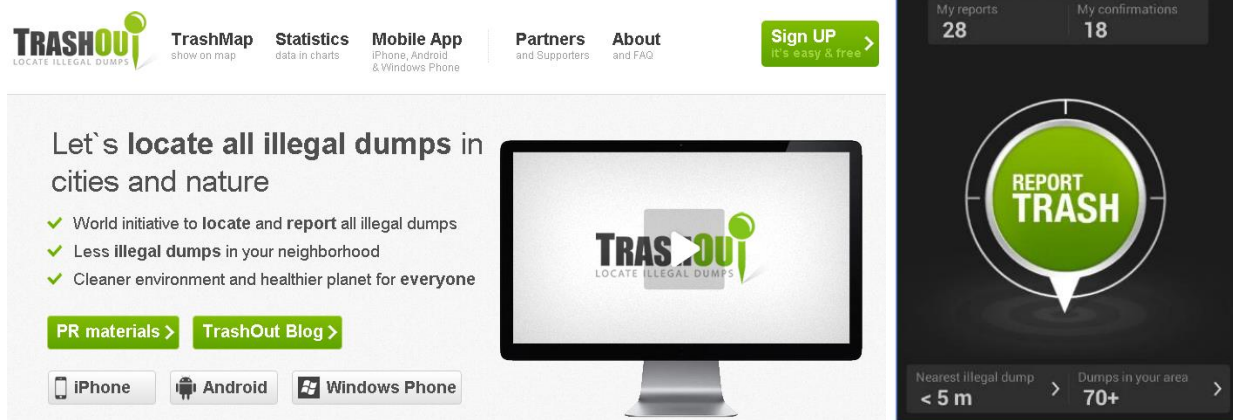 TRASHOUT
LOCATE ILLEGAL DUMPS
TrashMap
show on map
Statistics
data in charts
Mobile App
iPhone, Android
& Windows Phone
Partners
and Supporters
About
and FAQ
Sign UP
it's easy & free
Let`s locate all illegal dumps in
cities and nature
World initiative to locate and report all illegal dumps
Less illegal dumps in your neighborhood
Cleaner environment and healthier planet for everyone
PR materials
TrashOut Blog
iPhone
Android
Windows Phone
TRASHOUT
LOCATE ILLEGAL DUMPS
My reports
28
My confirmations
18
REPORT
TRASH
Nearest illegal dump
< 5 m
Dumps in your area
70+